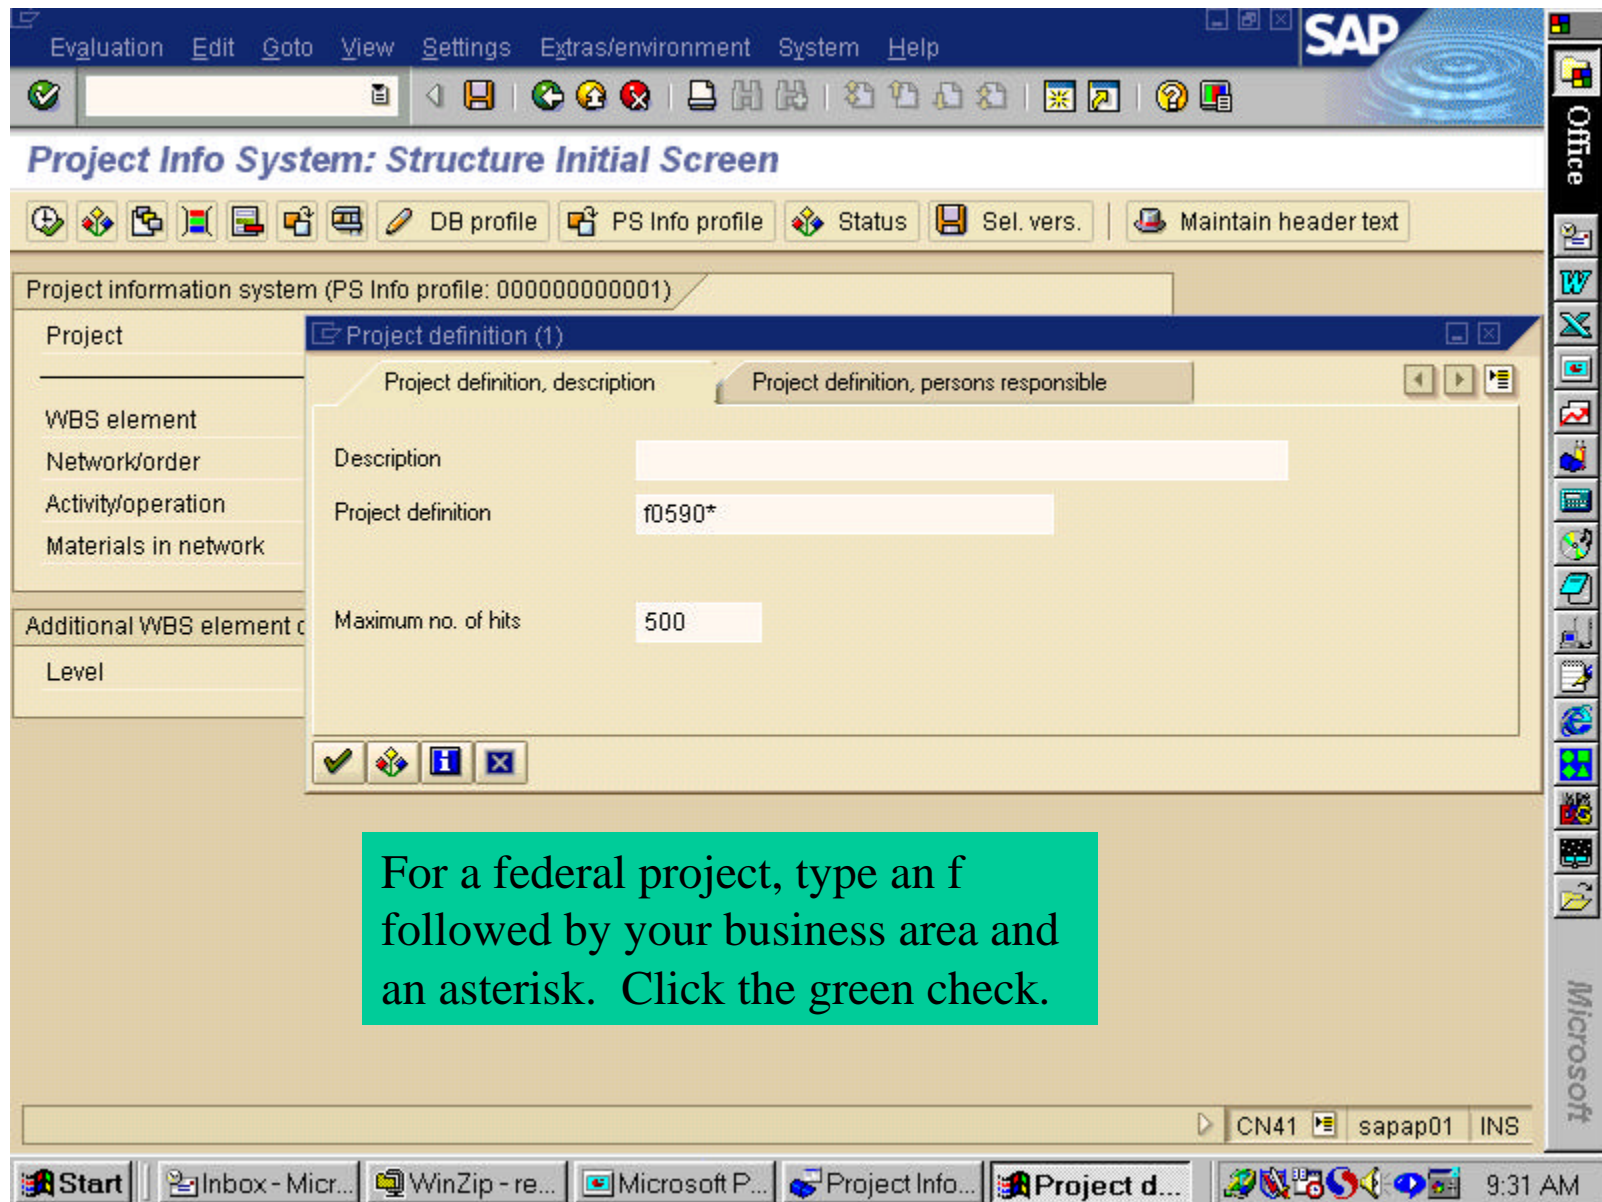 Evaluation Edit Goto View Settings Extras/environment System Help
SAP
Project Info System: Structure Initial Screen
DB profile PS Info profile Status Sel. vers. Maintain header text
Project information system (PS Info profile: 000000000001)
Project
WBS element
Network/order
Activity/operation
Materials in network
Additional WBS element
Level
Project definition (1)
Project definition, description Project definition, persons responsible
Description
Project definition f0590*
Maximum no. of hits 500
For a federal project, type an f
followed by your business area and
an asterisk. Click the green check.
CN41 sapap01 INS
Start Inbox - Micr... WinZip - re... Microsoft P... Project Info... Project d... 9:31 AM
Office
Microsoft